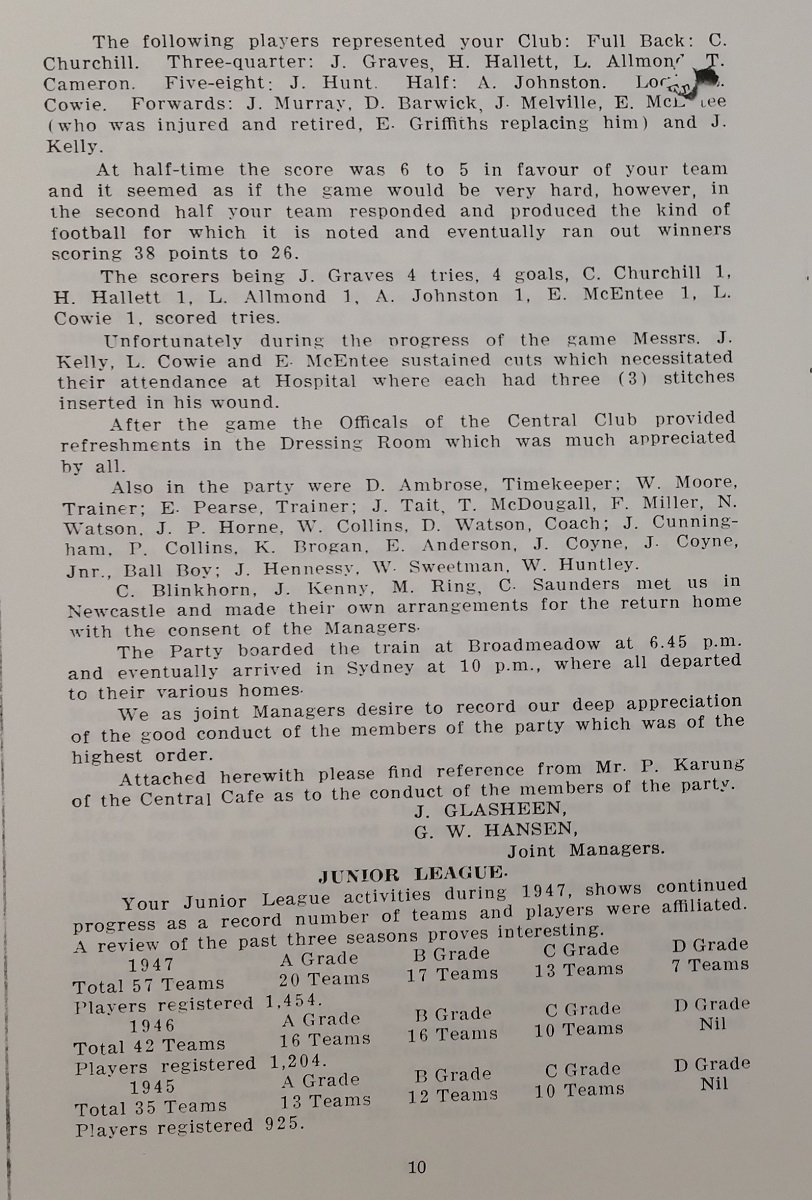 The following players represented your Club: Full Back: C.
Churchill. Three-quarter: J. Graves, H. Hallett, L. Allmond T.
Cameron. Five-eight: J. Hunt. Half: A. Johnston.
Cowie. Forwards: J. Murray, D. Barwick, J. Melville, E.
(who was injured and retired, E. Griffiths replacing him) and J.
Kelly.
At half-time the score was 6 to 5 in favour of your team
and it seemed as if the game would be very hard, however, in
the second half your team responded and produced the kind of
football for which it is noted and eventually ran out winners
scoring 38 points to 26.
The scorers being J. Graves 4 tries, 4 goals, C. Churchill 1,
H. Hallett 1, L. Allmond 1, A. Johnston 1, E. McEntee 1, L.
Cowie 1, scored tries.
Unfortunately during the progress of the game Messrs. J.
Kelly, L. Cowie and E. McEntee sustained cuts which necessitated
their attendance at Hospital where each had three (3) stitches
inserted in his wound.
After the game the Officals of the Central Club provided
refreshments in the Dressing Room which was much appreciated
by all.
Also in the party were D. Ambrose, Timekeeper; W. Moore,
Trainer; E. Pearse, Trainer; J. Tait, T. McDougall, F. Miller, N.
Watson, J. P. Horne, W. Collins, D. Watson, Coach; J. Cunning-
ham, P. Collins, K. Brogan, E. Anderson, J. Coyne, J. Coyne,
Jnr., Ball Boy; J. Hennessy, W. Sweetman, W. Huntley.
C. Blinkhorn, J. Kenny, M. Ring, C. Saunders met us in
Newcastle and made their own arrangements for the return home
with the consent of the Managers.
The Party boarded the train at Broadmeadow at 6.45 p.m.
and eventually arrived in Sydney at 10 p.m., where all departed
to their various homes.
We as joint Managers desire to record our deep appreciation
of the good conduct of the members of the party which was of the
highest order.
Attached herewith please find reference from Mr. P. Karung
of the Central Cafe as to the conduct of the members of the party.
J. GLASHEEN,
G. W. HANSEN,
Joint Managers.
JUNIOR LEAGUE.
Your Junior League activities during 1947, shows continued
progress as a record number of teams and players were affiliated.
A review of the past three seasons proves interesting.
1947 A Grade B Grade C Grade D Grade
Total 57 Teams 20 Teams 17 Teams 13 Teams 7 Teams
Players registered 1,454.
1946 A Grade B Grade C Grade D Grade
Total 42 Teams 16 Teams 16 Teams 10 Teams Nil
Players registered 1,204.
1945 A Grade B Grade C Grade D Grade
Total 35 Teams 13 Teams 12 Teams 10 Teams Nil
Players registered 925.
10